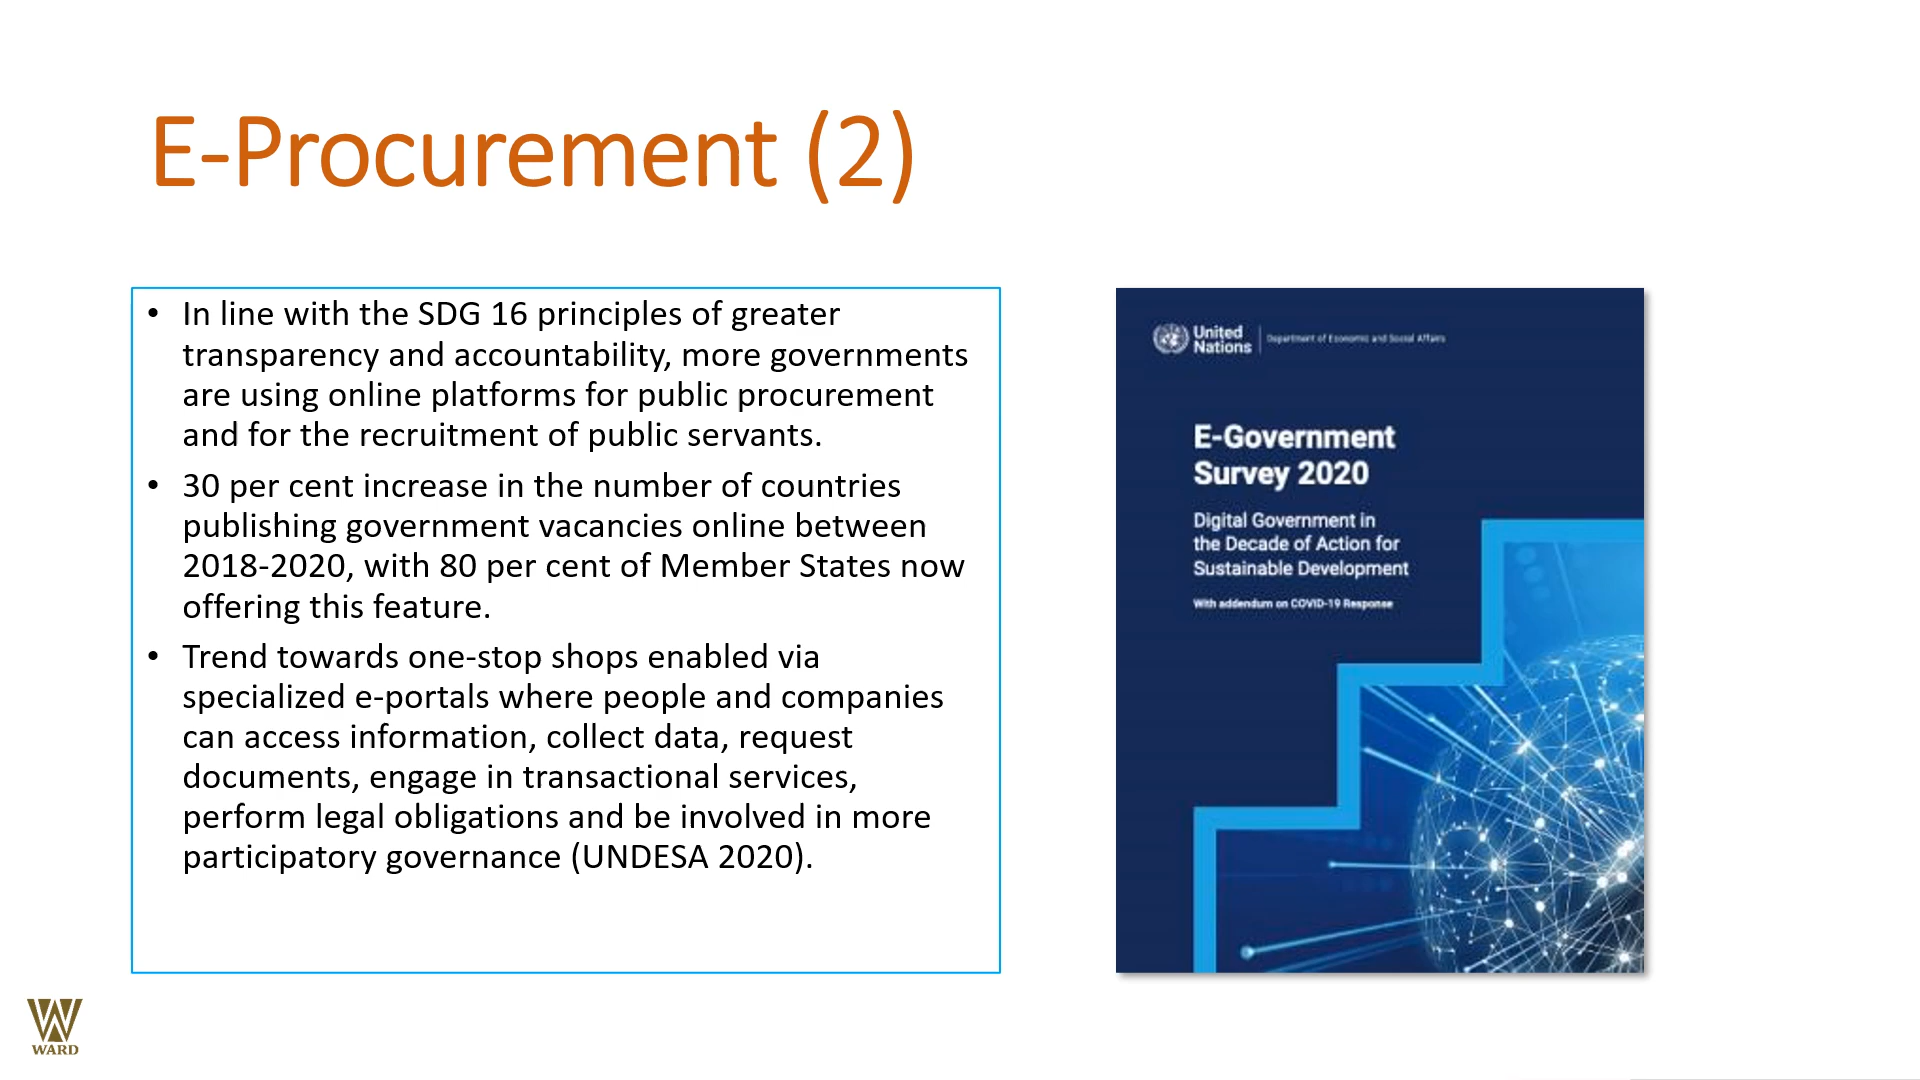 E-Procurement (2)
• In line with the SDG 16 principles of greater
transparency and accountability, more governments
are using online platforms for public procurement
and for the recruitment of public servants.
• 30 per cent increase in the number of countries
publishing government vacancies online between
2018-2020, with 80 per cent of Member States now
offering this feature.
• Trend towards one-stop shops enabled via
specialized e-portals where people and companies
can access information, collect data, request
documents, engage in transactional services,
perform legal obligations and be involved in more
participatory governance (UNDESA 2020).
United
Nations
Department of Economic and Social Affairs
E-Government
Survey 2020
Digital Government in
the Decade of Action for
Sustainable Development
With addendum on COVID-19 Response
WARD